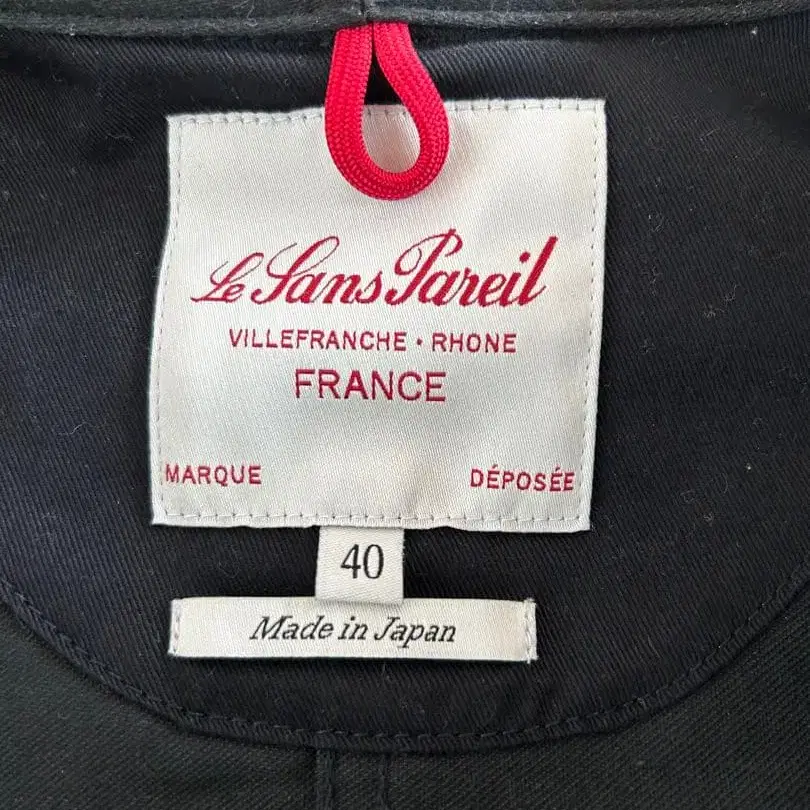 Le Sans Pareil
VILLEFRANCHE · RHONE
FRANCE
MARQUE DÉPOSÉE
40
Made in Japan